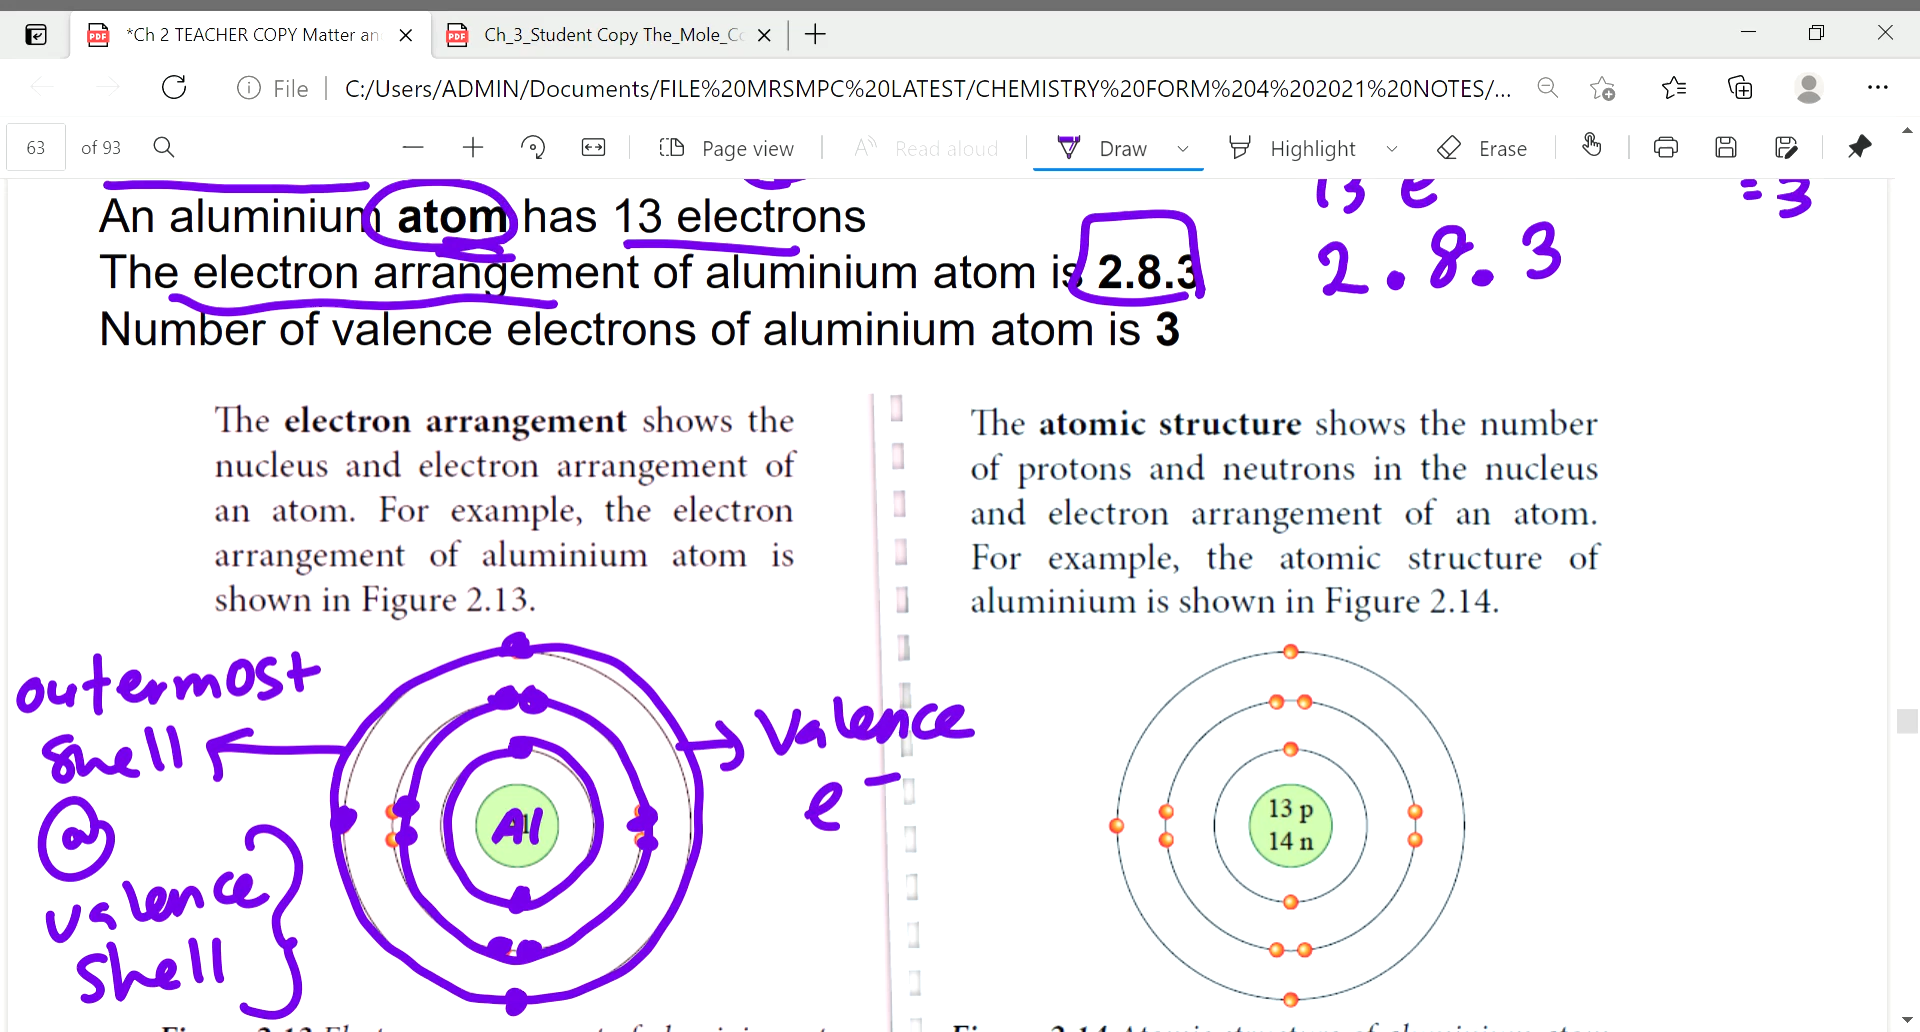 *Ch 2 TEACHER COPY Matter an
Ch_3_Student Copy The_Mole_C
File
C:/Users/ADMIN/Documents/FILE%20MRSMPC%20LATEST/CHEMISTRY%20FORM%204%202021%20NOTES/...
63 of 93
Page view
Read aloud
Draw
Highlight
Erase
13 e
= 3
An aluminium atom has 13 electrons
The electron arrangement of aluminium atom is 2.8.3
2.8.3
Number of valence electrons of aluminium atom is 3
The electron arrangement shows the
nucleus and electron arrangement of
an atom. For example, the electron
arrangement of aluminium atom is
shown in Figure 2.13.
The atomic structure shows the number
of protons and neutrons in the nucleus
and electron arrangement of an atom.
For example, the atomic structure of
aluminium is shown in Figure 2.14.
outermost
shell
@
valence
shell
Al
Valence
e-
13 p
14 n